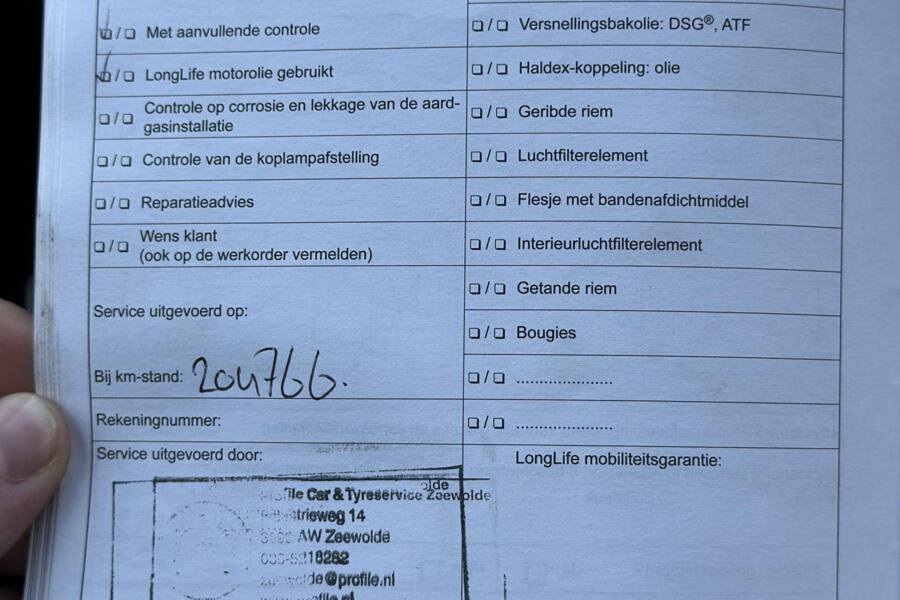 Met aanvullende controle
LongLife motorolie gebruikt
Controle op corrosie en lekkage van de aard-
gasinstallatie
Controle van de koplampafstelling
Reparatieadvies
Wens klant
(ook op de werkorder vermelden)
Service uitgevoerd op:
Bij km-stand: 204766.
Rekeningnummer:
Service uitgevoerd door:
Car & Tyreservice Zeewolde
14
AW Zeewolde
@profile.nl
Versnellingsbakolie: DSG®, ATF
Haldex-koppeling: olie
Geribde riem
Luchtfilterelement
Flesje met bandenafdichtmiddel
Interieurluchtfilterelement
Getande riem
Bougies
......................
......................
LongLife mobiliteitsgarantie: